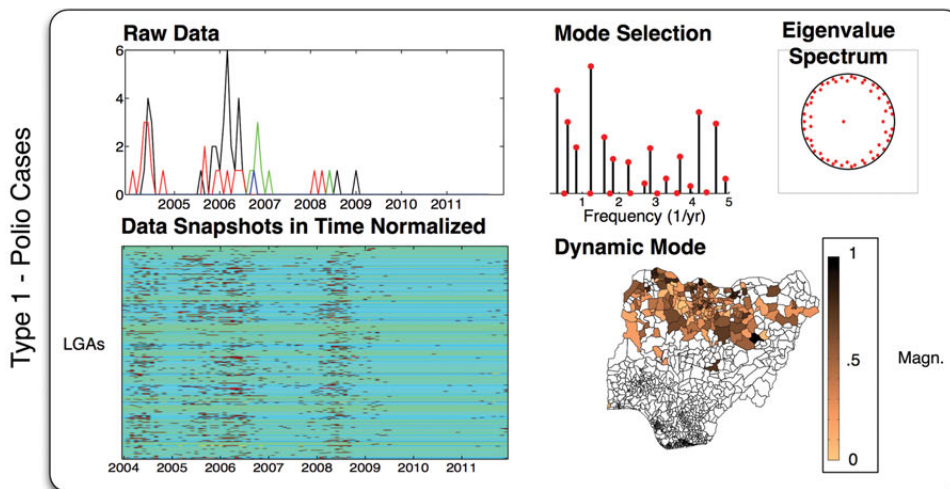 Type 1 - Polio Cases
Raw Data
6
4
2
0
2005 2006 2007 2008 2009 2010 2011
Data Snapshots in Time Normalized
LGAs
2004 2005 2006 2007 2008 2009 2010 2011
Mode Selection
1 2 3 4 5
Frequency (1/yr)
Eigenvalue
Spectrum
Dynamic Mode
1
.5
0
Magn.